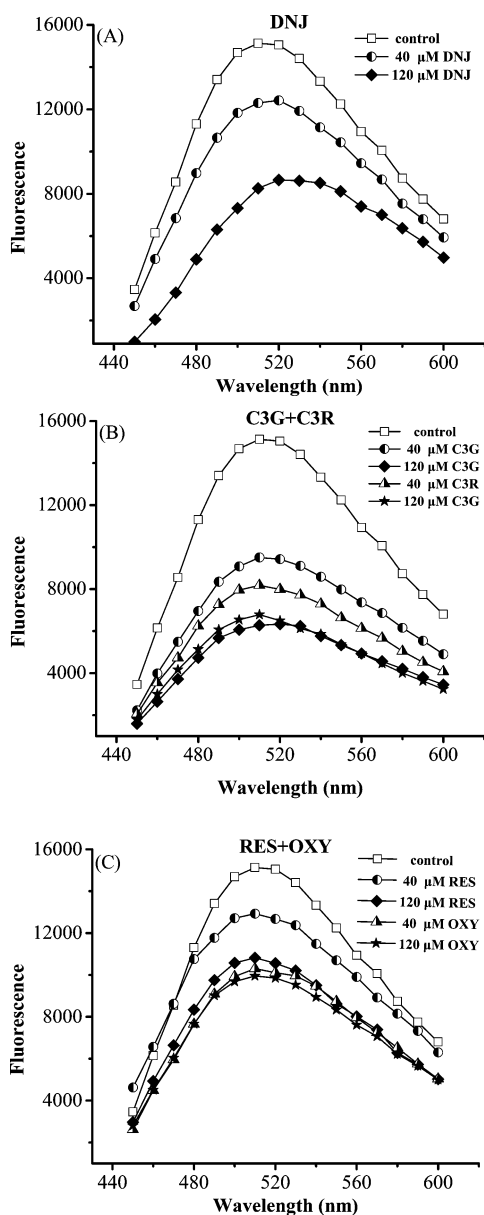 (A)
DNJ
control
40 μM DNJ
120 μM DNJ
16000
12000
8000
4000
Fluorescence
440 480 520 560 600
Wavelength (nm)
(B)
C3G+C3R
control
40 μM C3G
120 μM C3G
40 μM C3R
120 μM C3G
16000
12000
8000
4000
Fluorescence
440 480 520 560 600
Wavelength (nm)
(C)
RES+OXY
control
40 μM RES
120 μM RES
40 μM OXY
120 μM OXY
16000
12000
8000
4000
Fluorescence
440 480 520 560 600
Wavelength (nm)